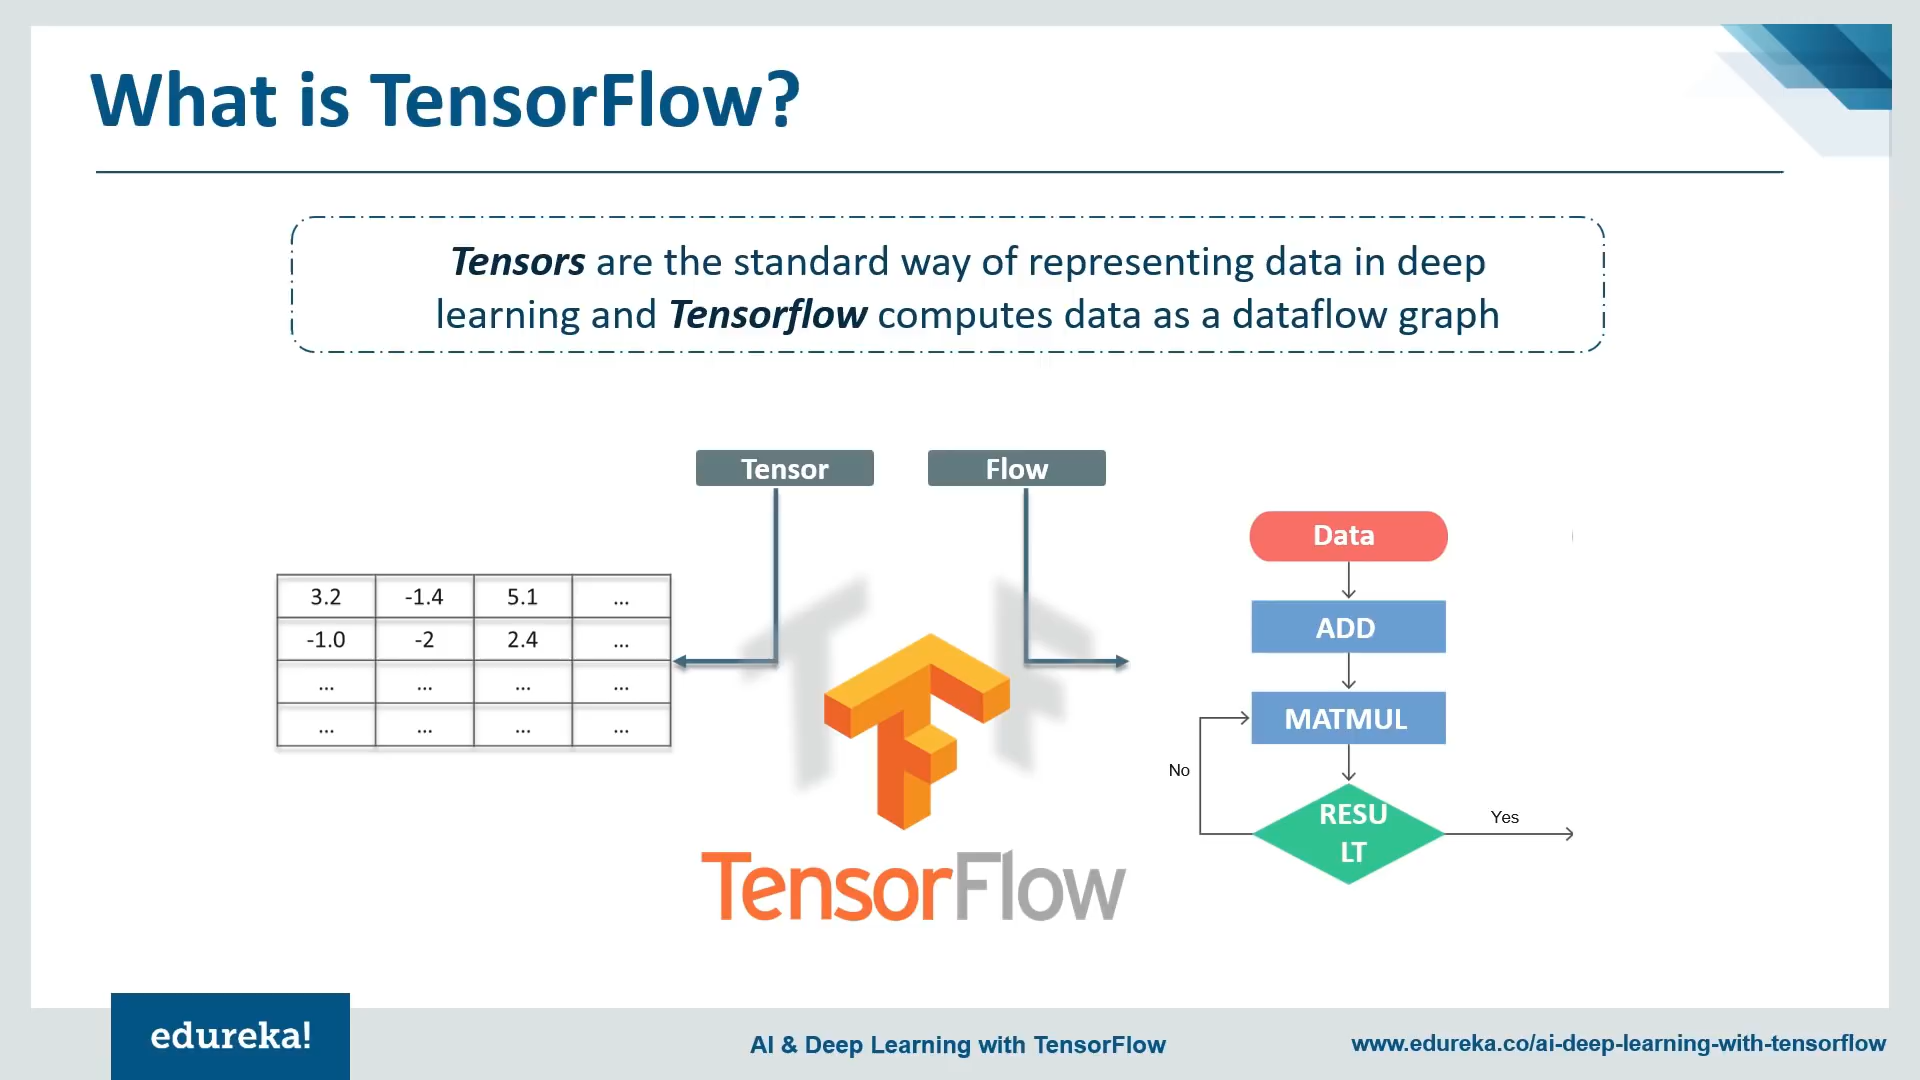 What is TensorFlow?
Tensors are the standard way of representing data in deep
learning and Tensorflow computes data as a dataflow graph
Tensor
Flow
3.2 -1.4 5.1 ...
-1.0 -2 2.4 ...
... ... ... ...
... ... ... ...
TensorFlow
Data
ADD
MATMUL
No
RESU
LT
Yes
edureka!
AI & Deep Learning with TensorFlow
www.edureka.co/ai-deep-learning-with-tensorflow